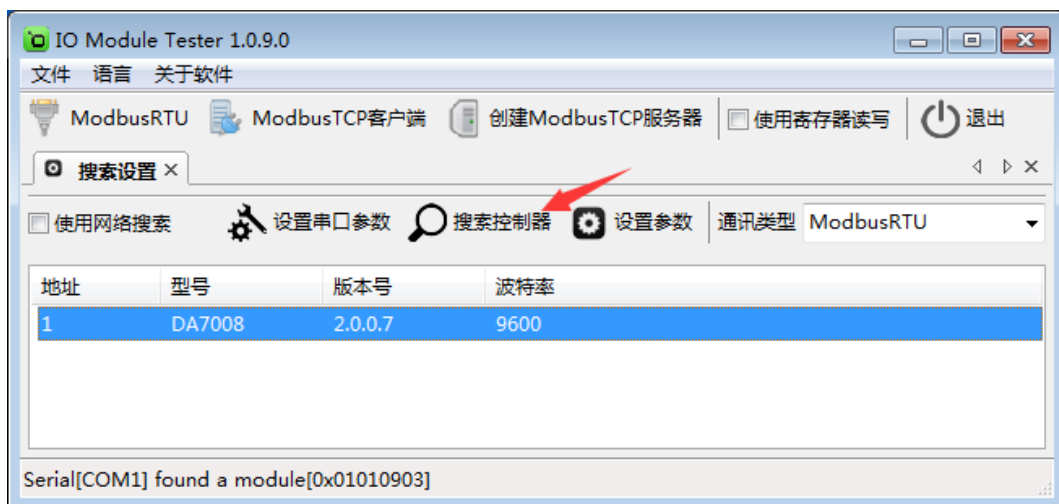 IO Module Tester 1.0.9.0
文件 语言 关于软件
ModbusRTU ModbusTCP客户端 创建ModbusTCP服务器 使用寄存器读写 退出
搜索设置
使用网络搜索 设置串口参数 搜索控制器 设置参数 通讯类型 ModbusRTU
地址 型号 版本号 波特率
1 DA7008 2.0.0.7 9600
Serial[COM1] found a module[0x01010903]